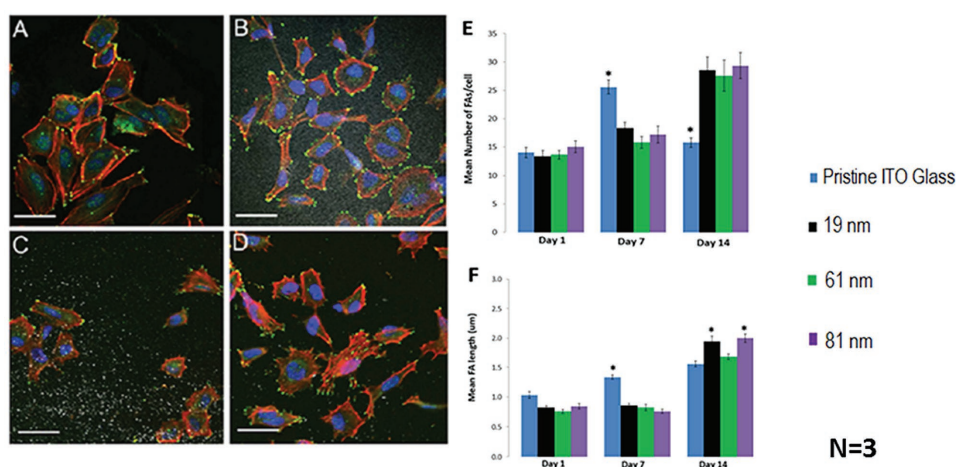 A
B
C
D
E
Mean Number of FAs/cell
35
30
25
20
15
10
5
0
*
*
Day 1
Day 7
Day 14
F
Mean FA length (um)
3.0
2.5
2.0
1.5
1.0
0.5
0.0
*
*
*
Day 1
Day 7
Day 14
Pristine ITO Glass
19 nm
61 nm
81 nm
N=3